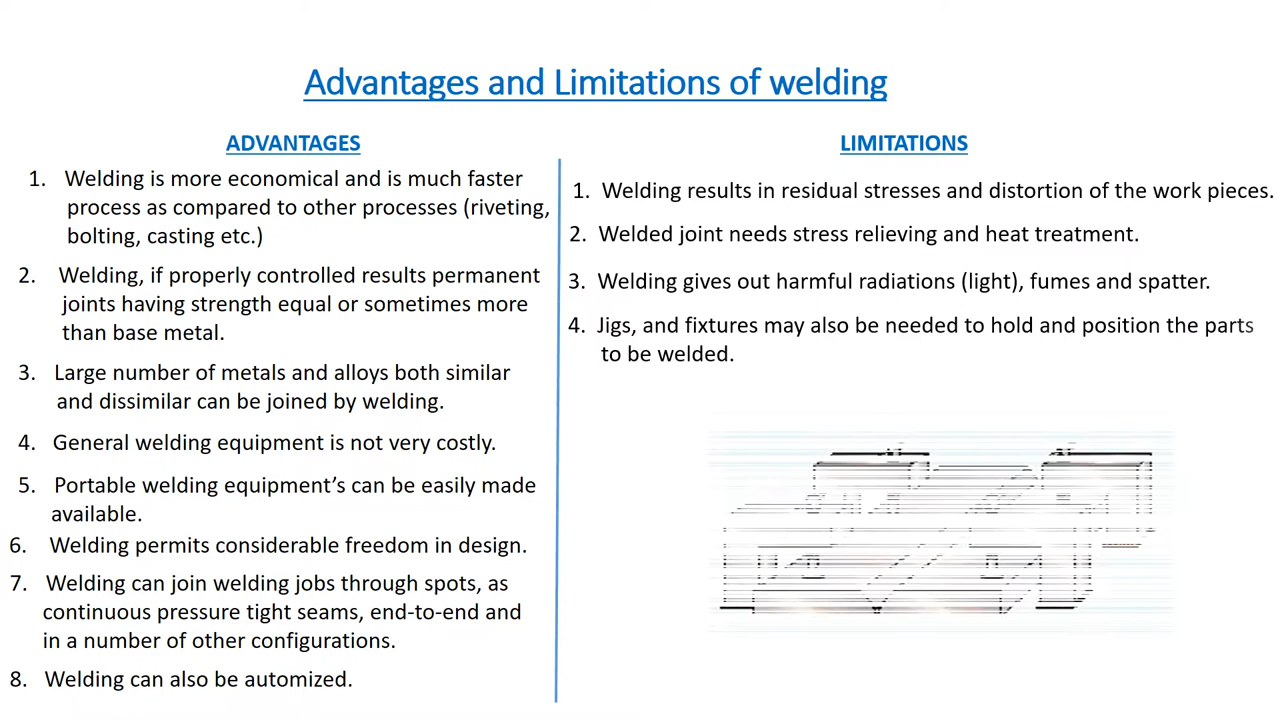 Advantages and Limitations of welding
ADVANTAGES
1. Welding is more economical and is much faster
process as compared to other processes (riveting,
bolting, casting etc.)
2. Welding, if properly controlled results permanent
joints having strength equal or sometimes more
than base metal.
3. Large number of metals and alloys both similar
and dissimilar can be joined by welding.
4. General welding equipment is not very costly.
5. Portable welding equipment’s can be easily made
available.
6. Welding permits considerable freedom in design.
7. Welding can join welding jobs through spots, as
continuous pressure tight seams, end-to-end and
in a number of other configurations.
8. Welding can also be automized.
LIMITATIONS
1. Welding results in residual stresses and distortion of the work pieces.
2. Welded joint needs stress relieving and heat treatment.
3. Welding gives out harmful radiations (light), fumes and spatter.
4. Jigs, and fixtures may also be needed to hold and position the parts
to be welded.